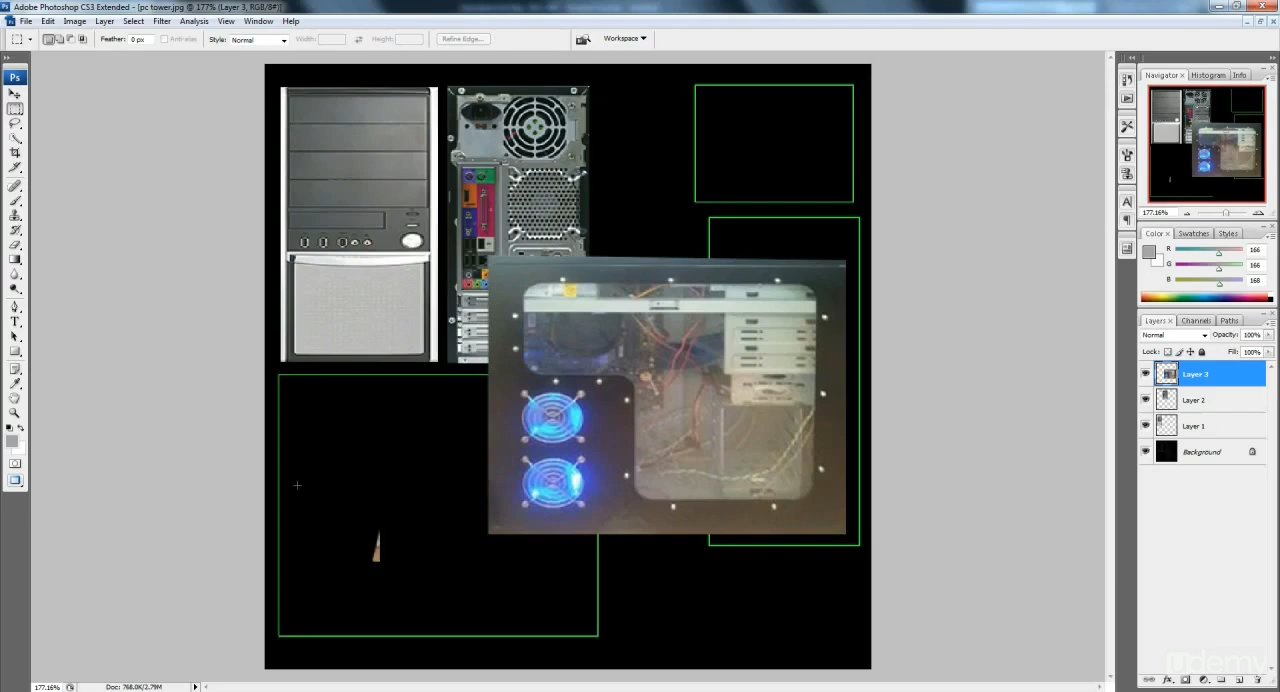 Adobe Photoshop CS3 Extended - [pc tower.jpg @ 177% (Layer 3, RGB/8#)]
File Edit Image Layer Select Filter Analysis View Window Help
Feather: 0 px Anti-alias Style: Normal Width: Height: Refine Edge... Workspace
Ps
Navigator Histogram Info
177.16%
Color Swatches Styles
R 166
G 166
B 168
Layers Channels Paths
Normal Opacity: 100%
Lock: Fill: 100%
Layer 3
Layer 2
Layer 1
Background
177.16% Doc: 768.0K/2.79M
udemy